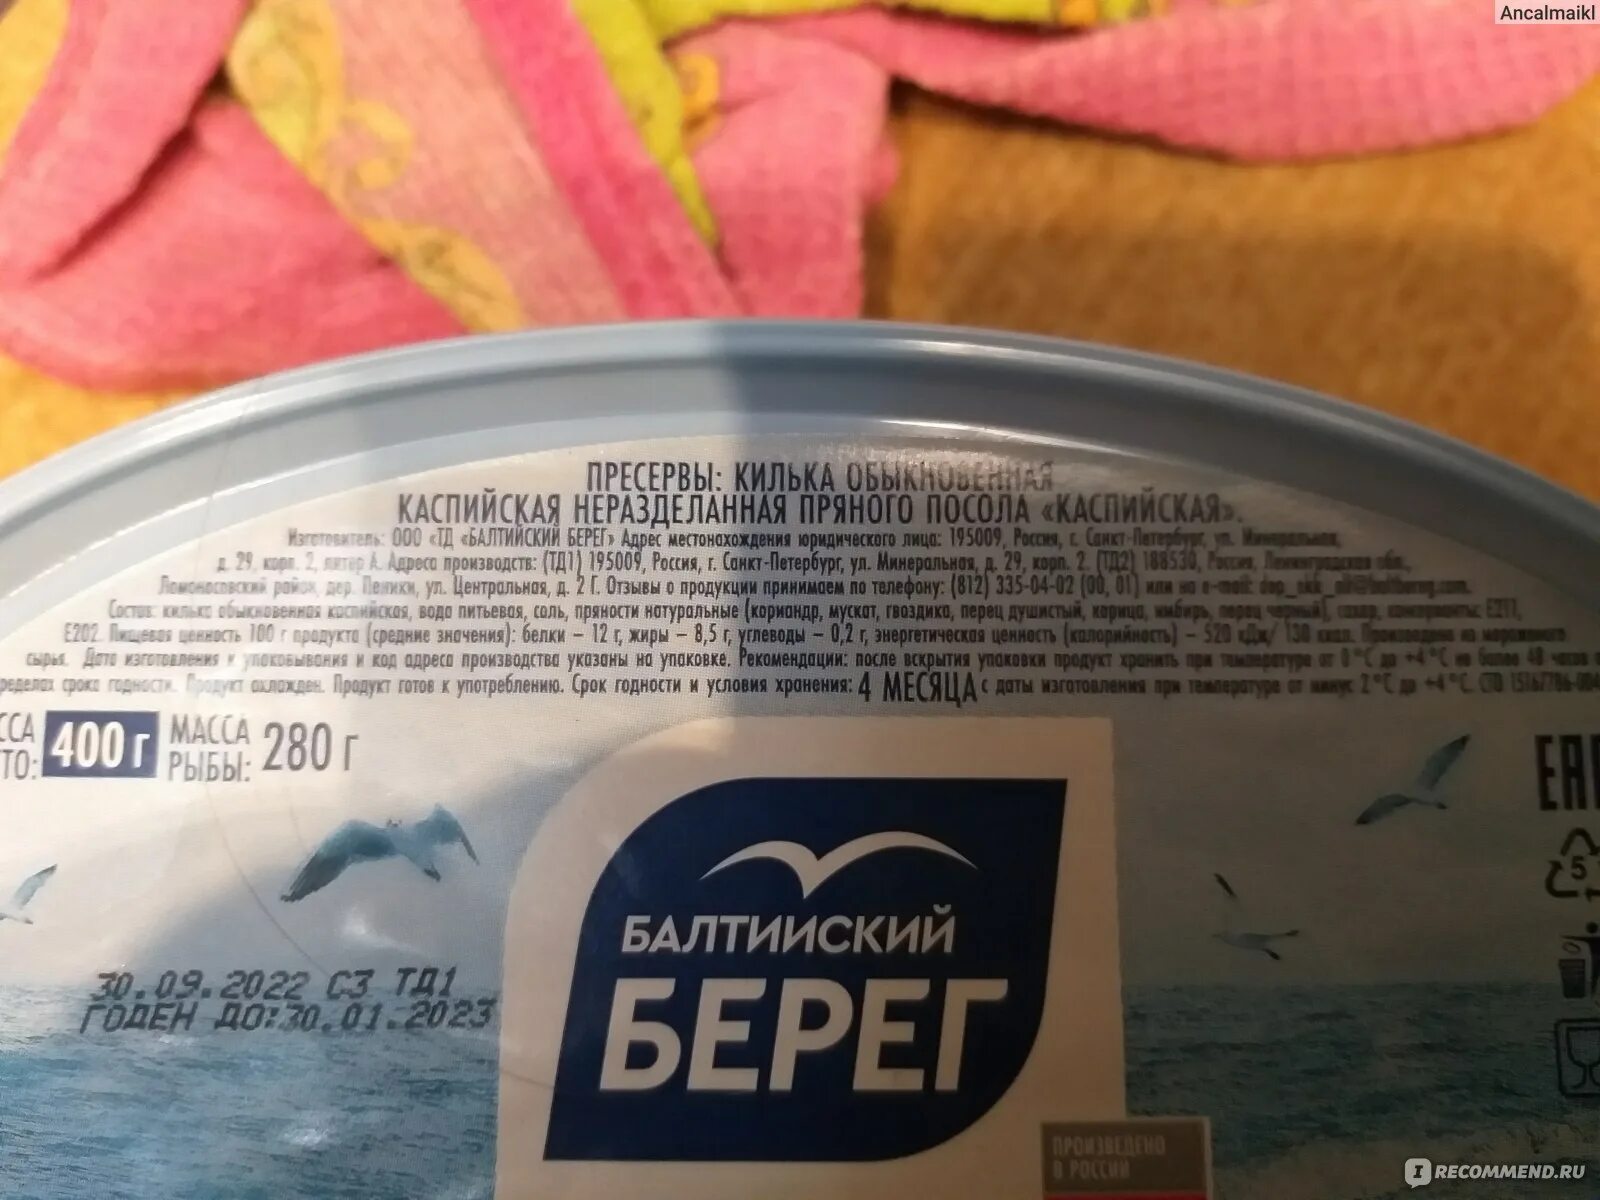 Ancalmaikl
ПРЕСЕРВЫ: КИЛЬКА ОБЫКНОВЕННАЯ
КАСПИЙСКАЯ НЕРАЗДЕЛАННАЯ ПРЯНОГО ПОСОЛА «КАСПИЙСКАЯ».
Изготовитель: ООО «ТД «БАЛТИЙСКИЙ БЕРЕГ» Адрес местонахождения юридического лица: 195009, Россия, г. Санкт-Петербург, ул. Минеральная,
д. 29, корп. 2, литер А. Адреса производств: (ТД1) 195009, Россия, г. Санкт-Петербург, ул. Минеральная, д. 29, корп. 2. (ТД2) 188530, Россия, Ленинградская обл.,
Ломоносовский район, дер. Пеники, ул. Центральная, д. 2 Г. Отзывы о продукции принимаем по телефону: (812) 335-04-02 (00, 01) или на e-mail:
Состав: килька обыкновенная каспийская, вода питьевая, соль, пряности натуральные (кориандр, мускат, гвоздика, перец душистый, корица, имбирь, перец черный), сахар, консерванты: Е211,
Е202. Пищевая ценность 100 г продукта (средние значения): белки – 12 г, жиры – 8,5 г, углеводы – 0,2 г, энергетическая ценность (калорийность) – 520 кДж/ 130 ккал. Произведено из мороженого
сырья. Дата изготовления и упаковывания и код адреса производства указаны на упаковке. Рекомендации: после вскрытия упаковки продукт хранить при температуре от 0°С до +4°С не более 48 часов
ределах срока годности. Продукт охлажден. Продукт готов к употреблению. Срок годности и условия хранения: 4 МЕСЯЦА с даты изготовления при температуре от минус 2°С до +4°С.
ССА ТО: 400 г МАССА РЫБЫ: 280 г
ЕАС
5
БАЛТИЙСКИЙ
БЕРЕГ
30.09.2022 С3 ТД1
ГОДЕН ДО:30.01.2023
ПРОИЗВЕДЕНО
В РОССИИ
IRECOMMEND.RU